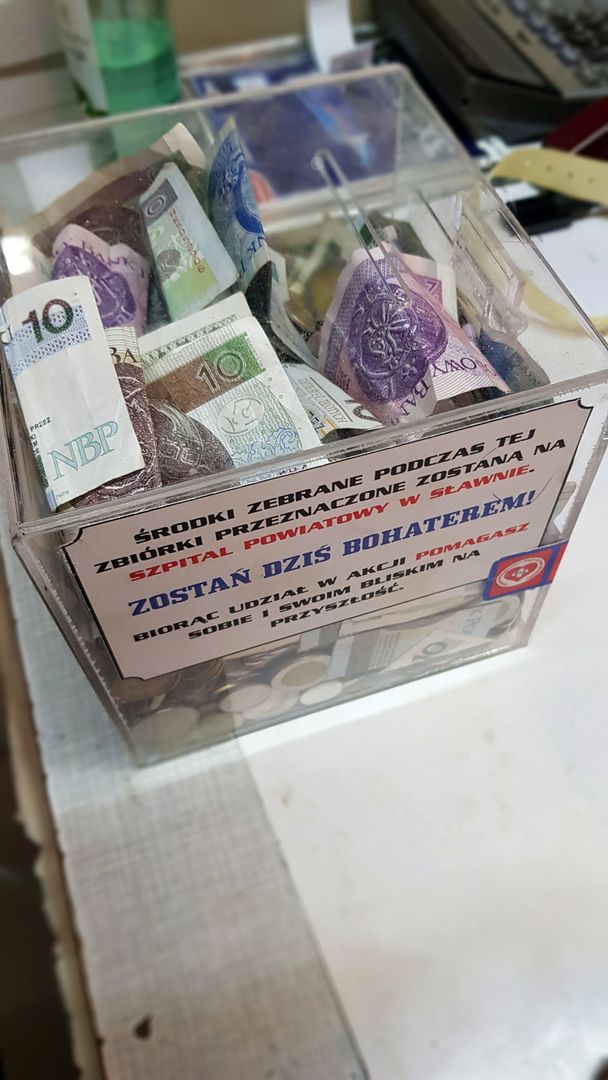 10
PRZEZ
NBP
10
ŚRODKI ZEBRANE PODCZAS TEJ
ZBIÓRKI PRZEZNACZONE ZOSTANĄ NA
SZPITAL POWIATOWY W SŁAWNIE.
ZOSTAŃ DZIŚ BOHATEREM!
BIORĄC UDZIAŁ W AKCJI POMAGASZ
SOBIE I SWOIM BLISKIM NA
PRZYSZŁOŚĆ.